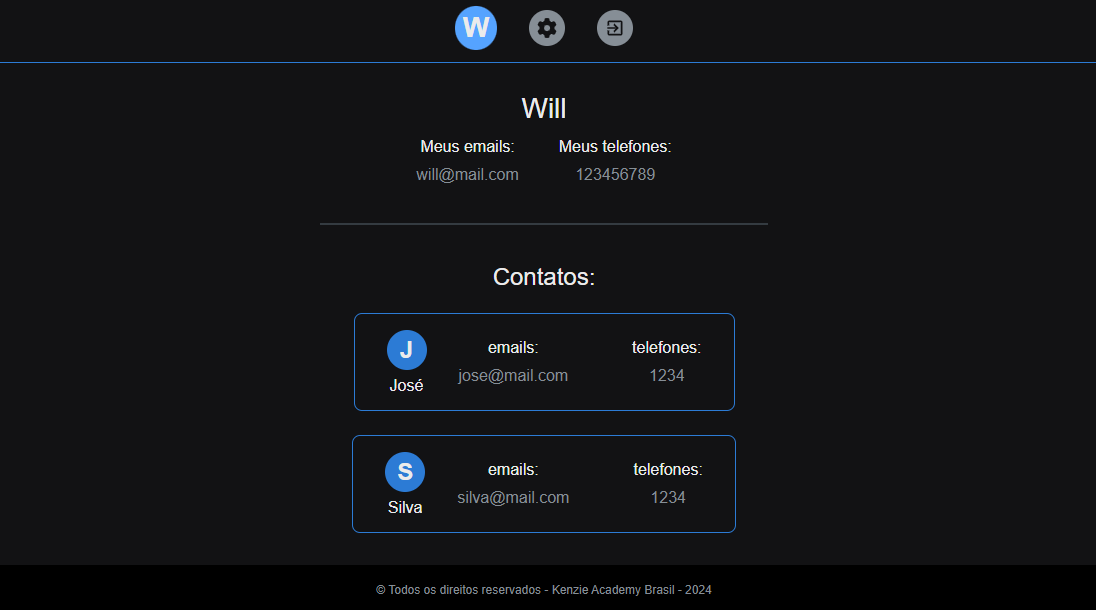 W
Will
Meus emails: Meus telefones:
will@mail.com 123456789
Contatos:
J emails: telefones:
José jose@mail.com 1234
S emails: telefones:
Silva silva@mail.com 1234
© Todos os direitos reservados - Kenzie Academy Brasil - 2024